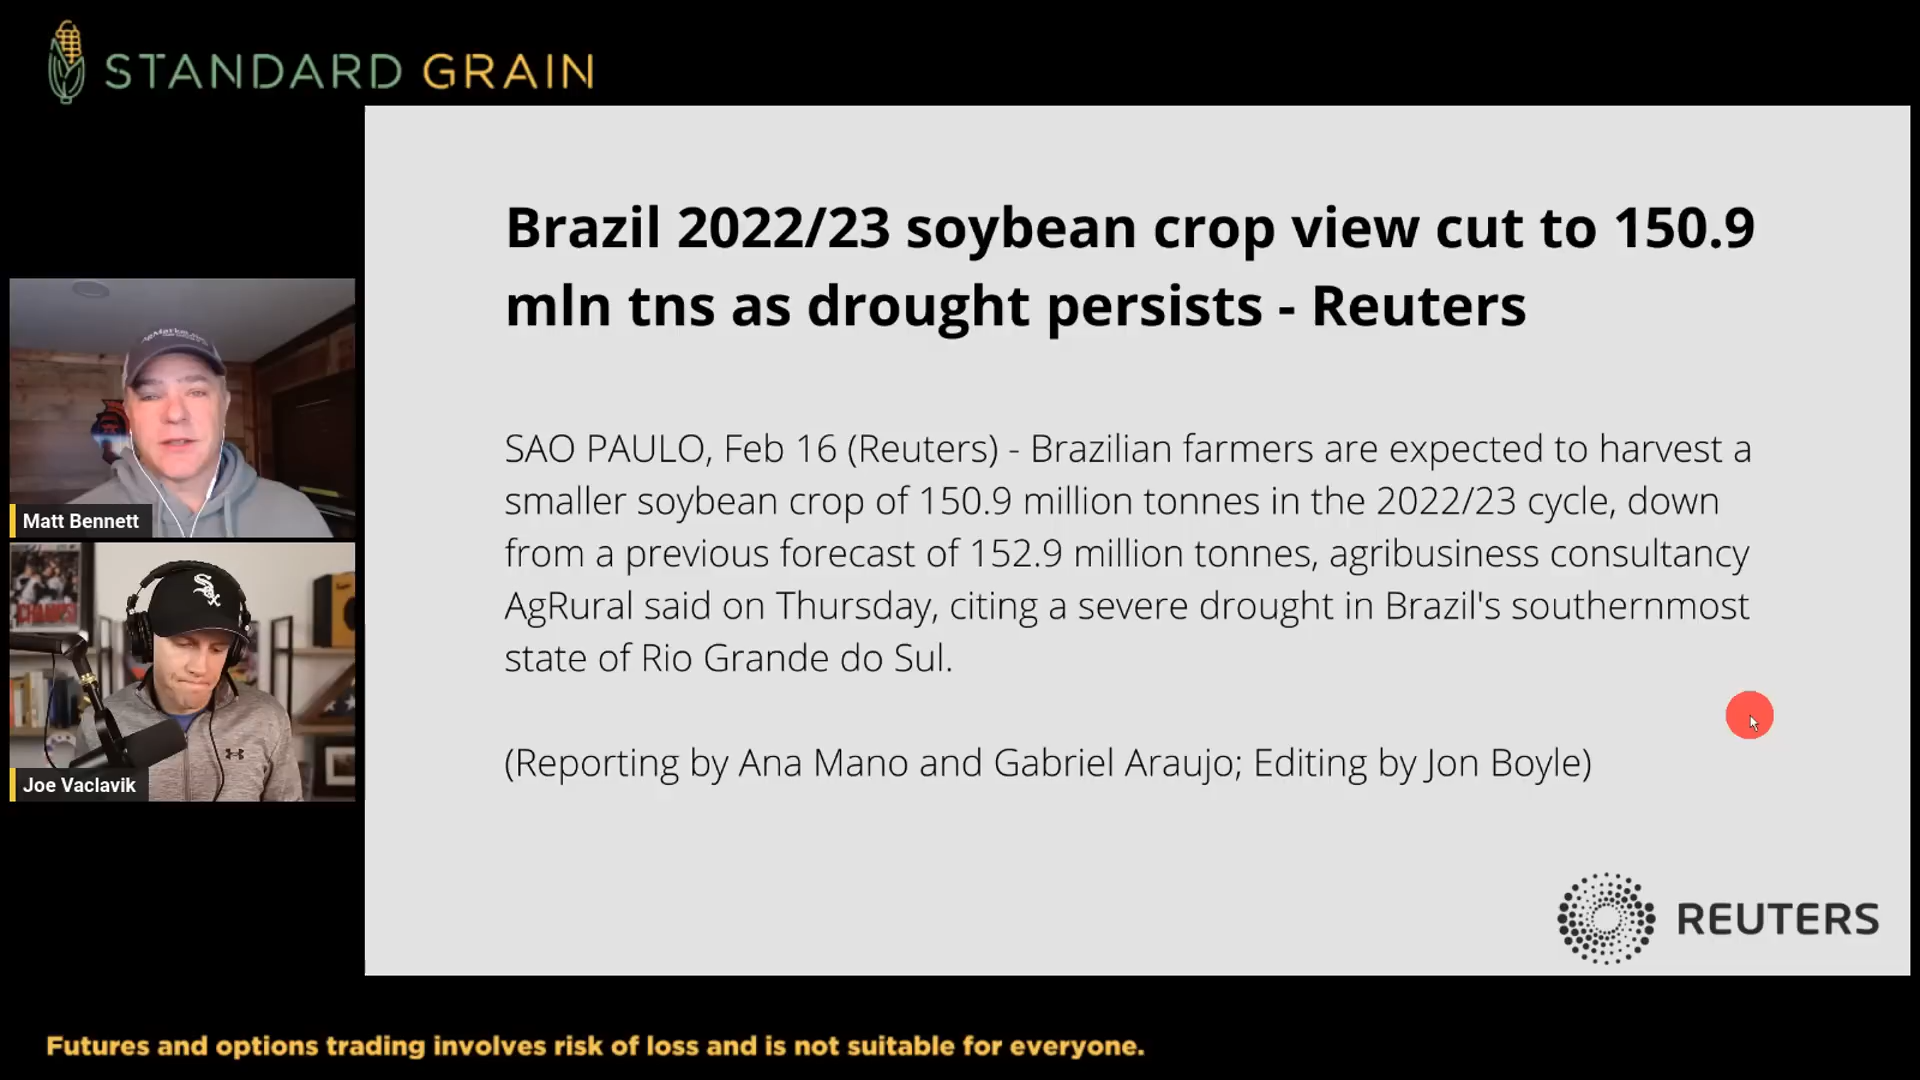 STANDARD GRAIN
Brazil 2022/23 soybean crop view cut to 150.9
mln tns as drought persists - Reuters
SAO PAULO, Feb 16 (Reuters) - Brazilian farmers are expected to harvest a
smaller soybean crop of 150.9 million tonnes in the 2022/23 cycle, down
from a previous forecast of 152.9 million tonnes, agribusiness consultancy
AgRural said on Thursday, citing a severe drought in Brazil's southernmost
state of Rio Grande do Sul.
(Reporting by Ana Mano and Gabriel Araujo; Editing by Jon Boyle)
REUTERS
Matt Bennett
CHAMPS
Sox
Joe Vaclavik
Futures and options trading involves risk of loss and is not suitable for everyone.